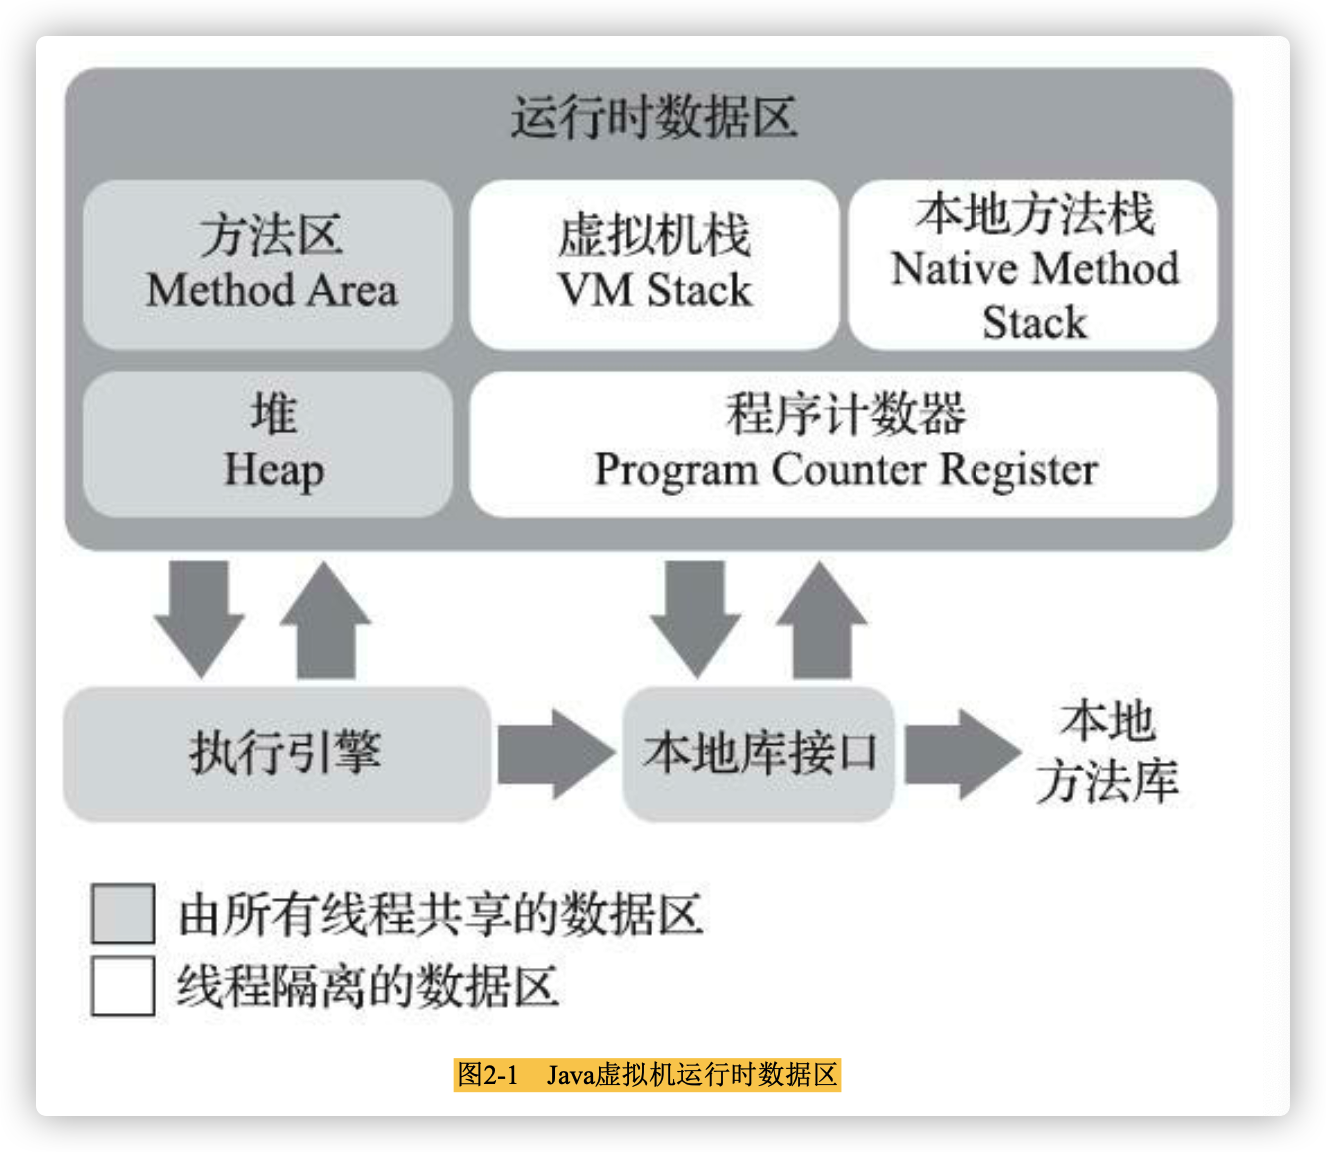 运行时数据区
方法区
Method Area
虚拟机栈
VM Stack
本地方法栈
Native Method
Stack
堆
Heap
程序计数器
Program Counter Register
执行引擎
本地库接口
本地
方法库
由所有线程共享的数据区
线程隔离的数据区
图2-1 Java虚拟机运行时数据区